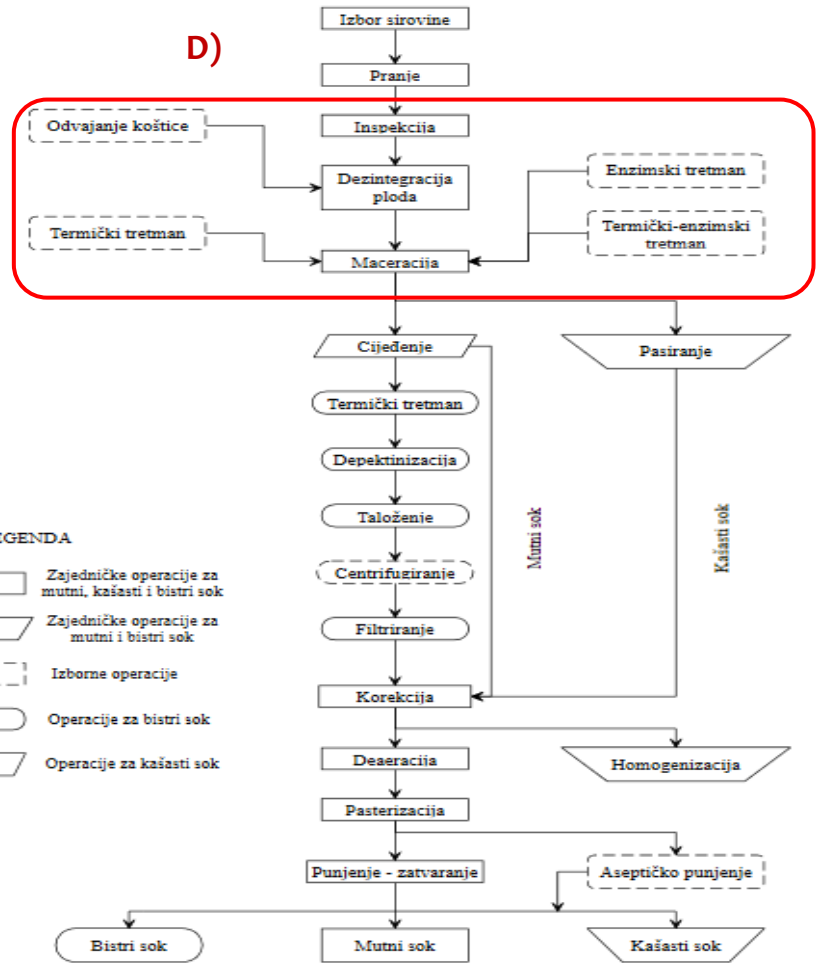 D)
Izbor sirovine
Pranje
Odvajanje koštice
Inspekcija
Dezintegracija
ploda
Enzimski tretman
Termički tretman
Termički-enzimski
tretman
Maceracija
Cijeđenje
Pasiranje
Termički tretman
Depektinizacija
Taloženje
Centrifugiranje
Filtriranje
Mutni sok
Kašasti sok
EGENDA
Zajedničke operacije za
mutni, kašasti i bistri sok
Zajedničke operacije za
mutni i bistri sok
Izborne operacije
Operacije za bistri sok
Operacije za kašasti sok
Korekcija
Deaeracija
Homogenizacija
Pasterizacija
Punjenje - zatvaranje
Aseptičko punjenje
Bistri sok
Mutni sok
Kašasti sok